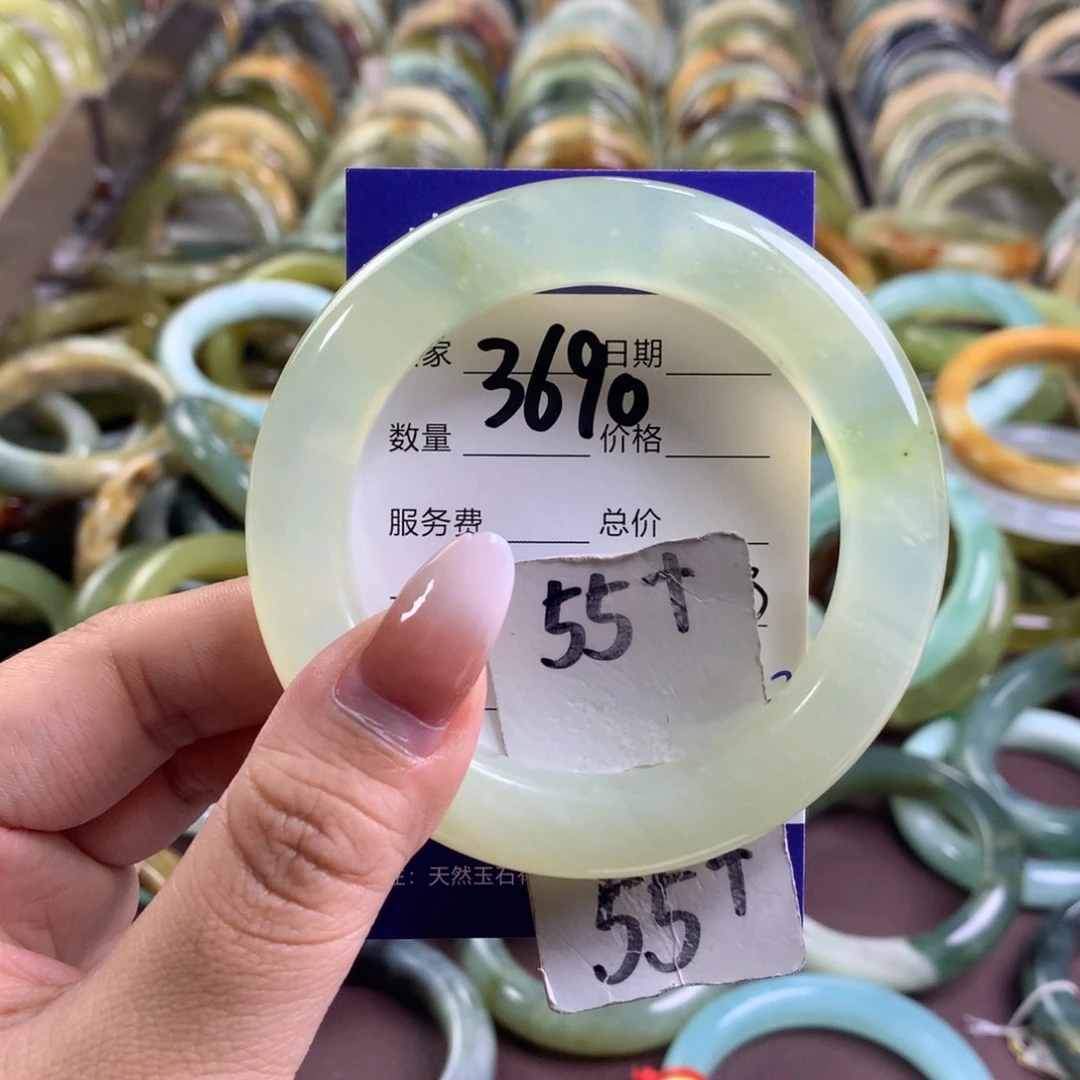 家 3690 日期
数量 价格
服务费 总价
55↑
注：天然玉石
55↑